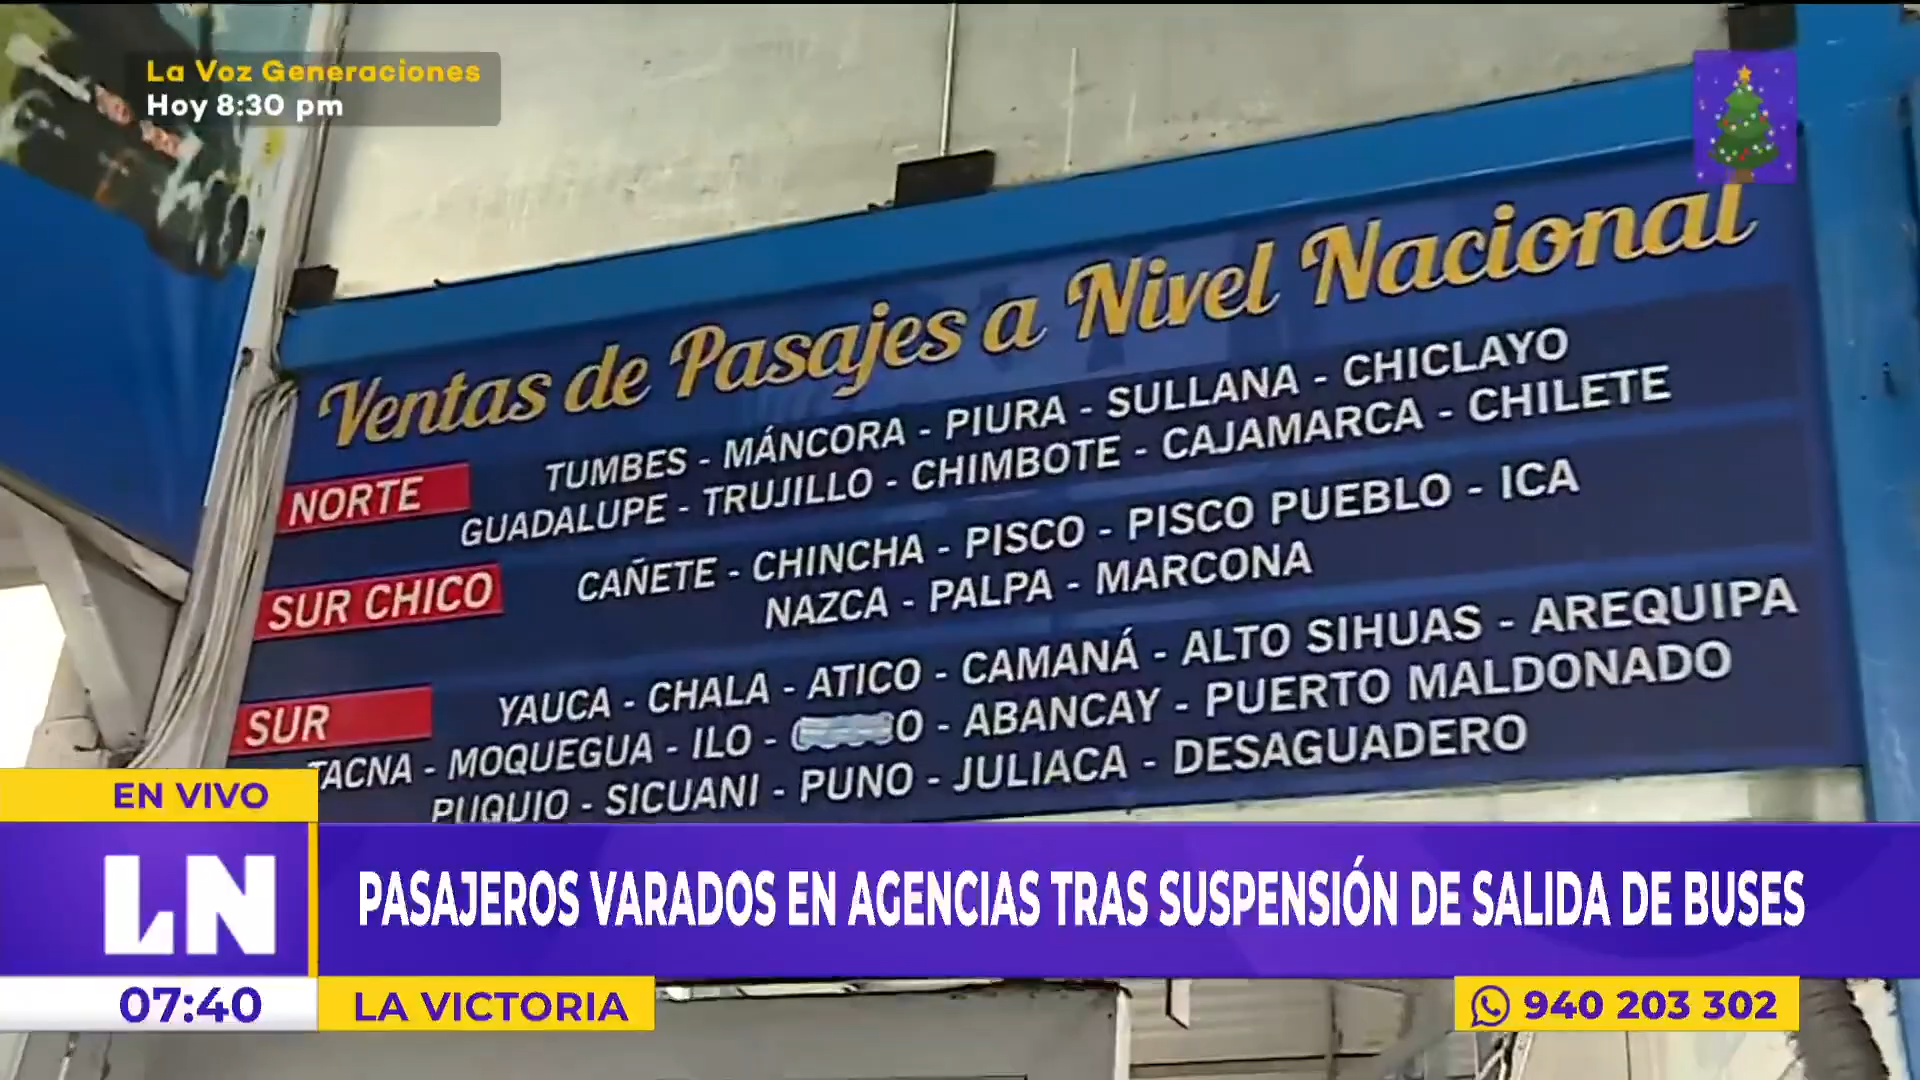 La Voz Generaciones
Hoy 8:30 pm
Ventas de Pasajes a Nivel Nacional
NORTE
TUMBES - MÁNCORA - PIURA - SULLANA - CHICLAYO
GUADALUPE - TRUJILLO - CHIMBOTE - CAJAMARCA - CHILETE
SUR CHICO
CAÑETE - CHINCHA - PISCO - PISCO PUEBLO - ICA
NAZCA - PALPA - MARCONA
SUR
YAUCA - CHALA - ATICO - CAMANÁ - ALTO SIHUAS - AREQUIPA
TACNA - MOQUEGUA - ILO - - ABANCAY - PUERTO MALDONADO
PUQUIO - SICUANI - PUNO - JULIACA - DESAGUADERO
EN VIVO
LN
PASAJEROS VARADOS EN AGENCIAS TRAS SUSPENSIÓN DE SALIDA DE BUSES
07:40
LA VICTORIA
940 203 302